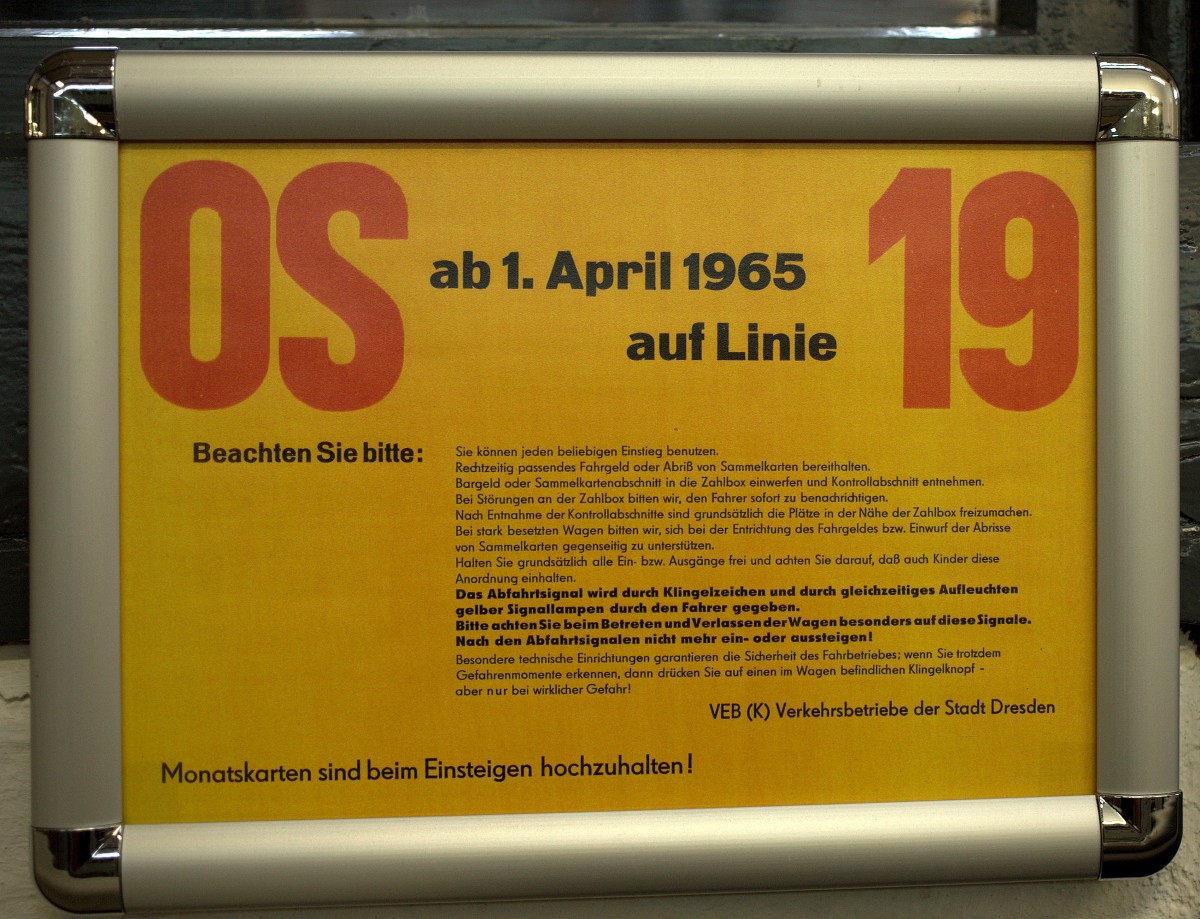 OS
ab 1. April 1965
auf Linie
19
Beachten Sie bitte:
Sie können jeden beliebigen Einstieg benutzen.
Rechtzeitig passendes Fahrgeld oder Abriß von Sammelkarten bereithalten.
Bargeld oder Sammelkartenabschnitt in die Zahlbox einwerfen und Kontrollabschnitt entnehmen.
Bei Störungen an der Zahlbox bitten wir, den Fahrer sofort zu benachrichtigen.
Nach Entnahme der Kontrollabschnitte sind grundsätzlich die Plätze in der Nähe der Zahlbox freizumachen.
Bei stark besetzten Wagen bitten wir, sich bei der Entrichtung des Fahrgeldes bzw. Einwurf der Abrisse
von Sammelkarten gegenseitig zu unterstützen.
Halten Sie grundsätzlich alle Ein- bzw. Ausgänge frei und achten Sie darauf, daß auch Kinder diese
Anordnung einhalten.
Das Abfahrtsignal wird durch Klingelzeichen und durch gleichzeitiges Aufleuchten
gelber Signallampen durch den Fahrer gegeben.
Bitte achten Sie beim Betreten und Verlassen der Wagen besonders auf diese Signale.
Nach den Abfahrtsignalen nicht mehr ein- oder aussteigen!
Besondere technische Einrichtungen garantieren die Sicherheit des Fahrbetriebes; wenn Sie trotzdem
Gefahrenmomente erkennen, dann drücken Sie auf einen im Wagen befindlichen Klingelknopf -
aber nur bei wirklicher Gefahr!
VEB (K) Verkehrsbetriebe der Stadt Dresden
Monatskarten sind beim Einsteigen hochzuhalten!